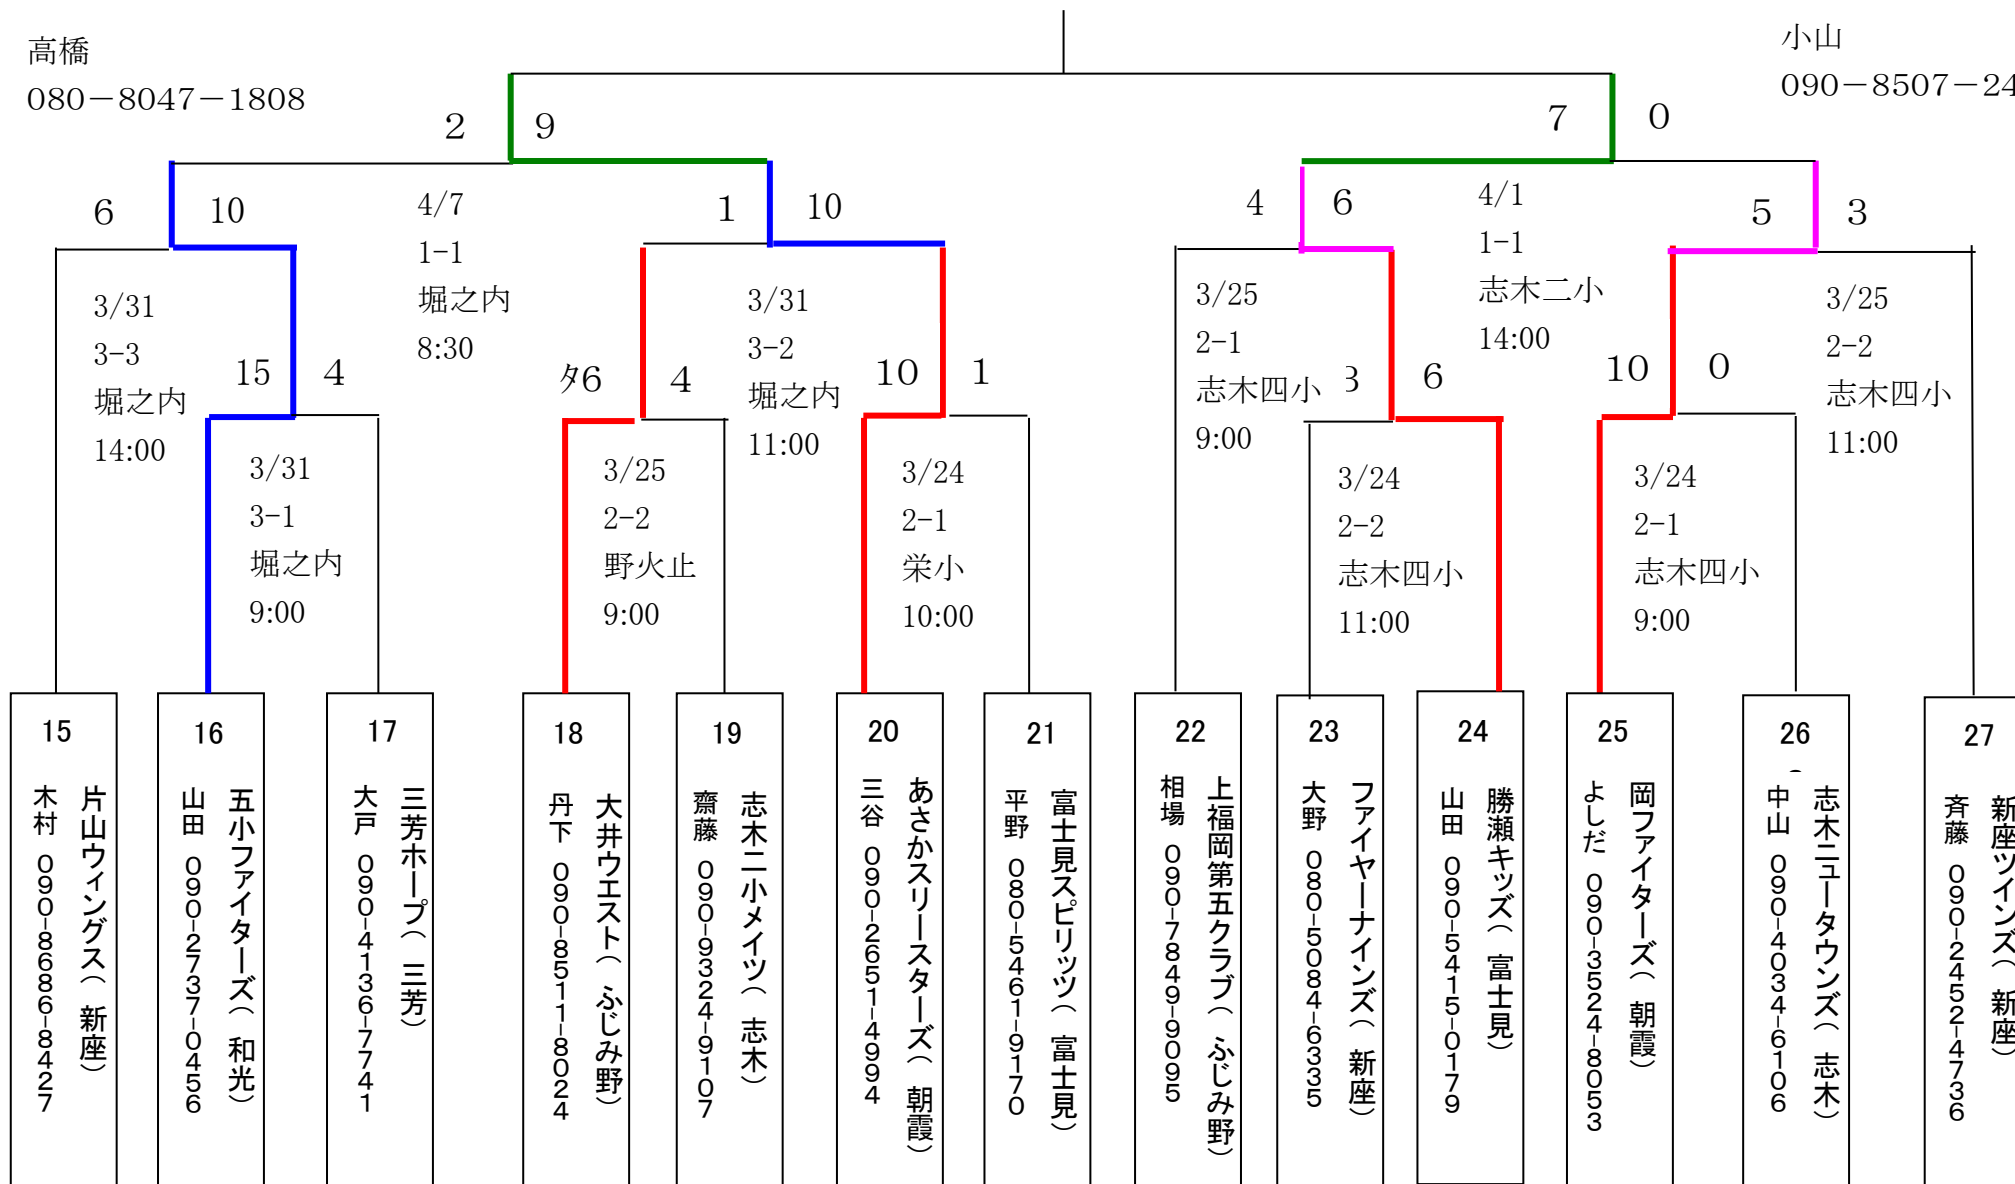 高橋
080－8047－1808
小山
090－8507－24
2 9
7 0
6 10
4/7
1-1
堀之内
8:30
1 10
4 6
4/1
1-1
志木二小
14:00
5 3
3/31
3-3
堀之内
14:00
15 4
3/31
3-1
堀之内
9:00
ﾀ6 4
3/31
3-2
堀之内
11:00
10 1
3/25
2-2
野火止
9:00
3/24
2-1
栄小
10:00
3/25
2-1
志木四小
9:00
3 6
3/24
2-2
志木四小
11:00
10 0
3/24
2-1
志木四小
9:00
3/25
2-2
志木四小
11:00
15
片山ウィングス（新座）
木村 090-8686-8427
16
五小ファイターズ（和光）
山田 090-2737-0456
17
三芳ホープ（三芳）
大戸 090-4136-7741
18
大井ウエスト（ふじみ野）
丹下 090-8511-8024
19
志木二小メイツ（志木）
齋藤 090-9324-9107
20
あさかスリースターズ（朝霞）
三谷 090-2651-4994
21
富士見スピリッツ（富士見）
平野 080-5461-9170
22
上福岡第五クラブ（ふじみ野）
相場 090-7849-9095
23
ファイヤーナインズ（新座）
大野 080-5084-6335
24
勝瀬キッズ（富士見）
山田 090-5415-0179
25
岡ファイターズ（朝霞）
よしだ 090-3524-8053
26
志木ニュータウンズ（志木）
中山 090-4034-6106
27
新座ツインズ（新座）
斉藤 090-2452-4736